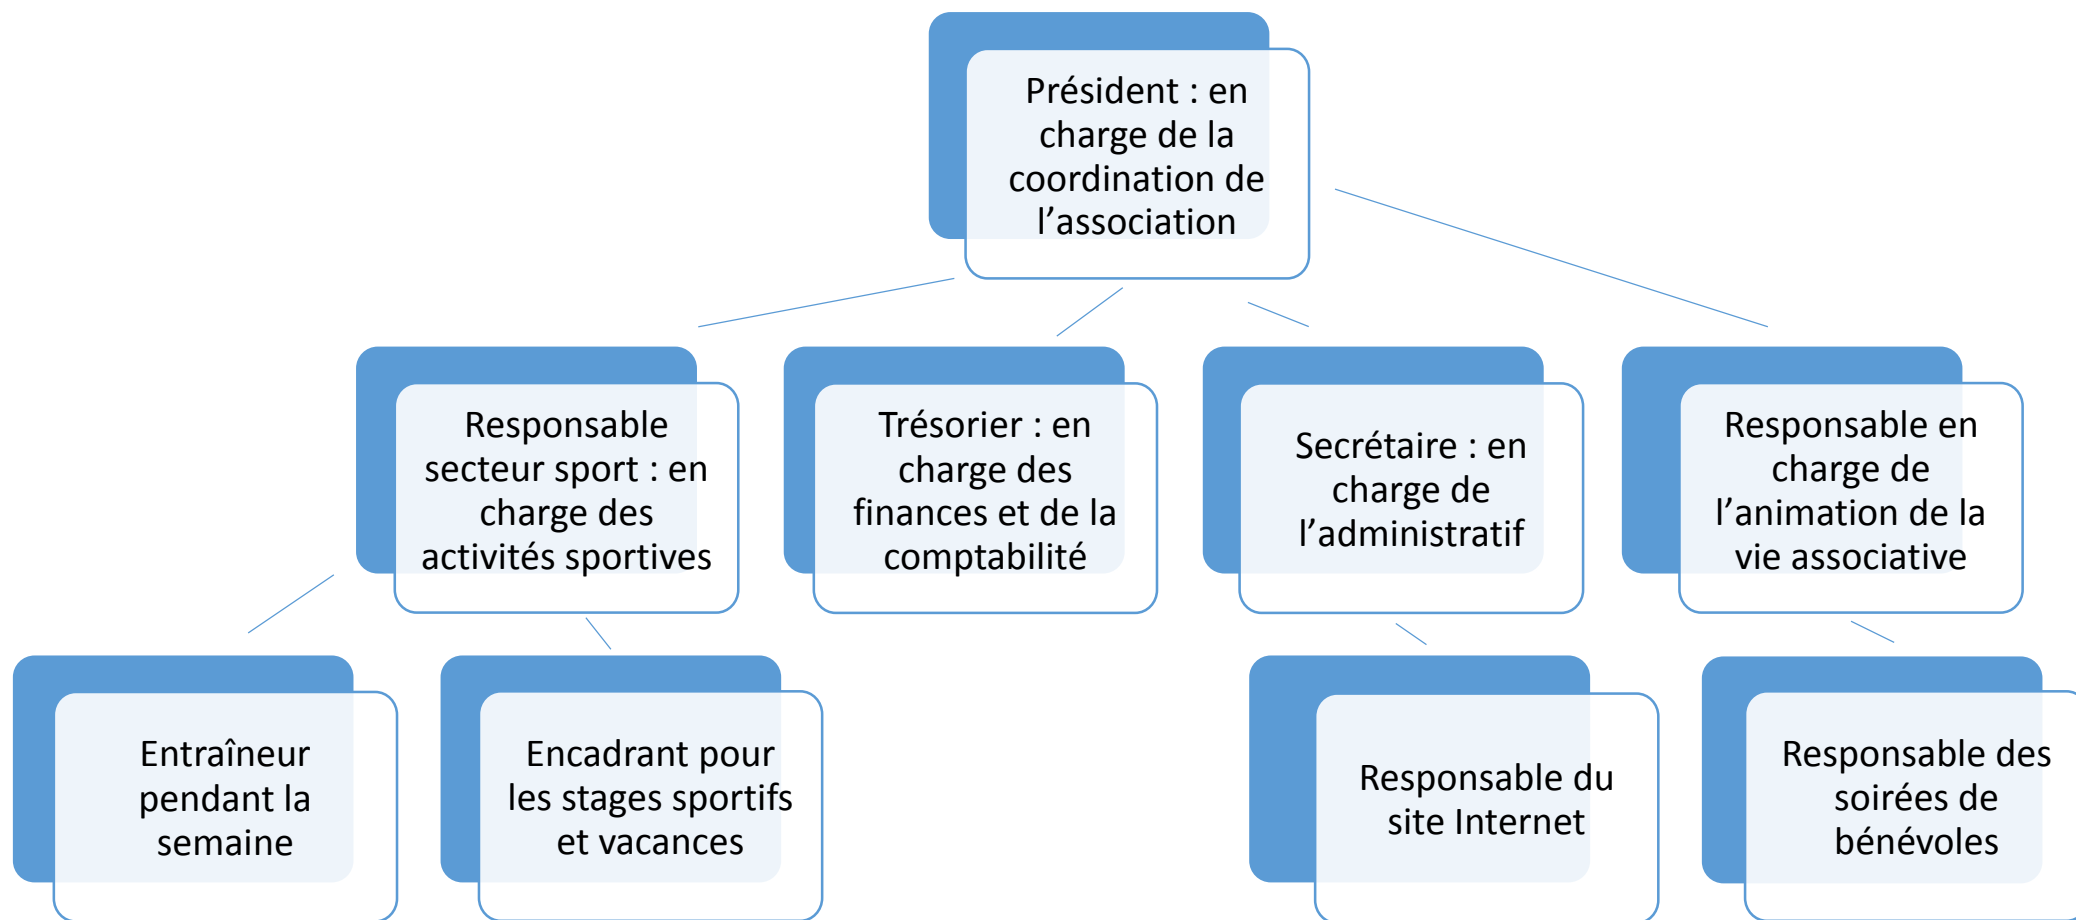 Président : en
charge de la
coordination de
l’association
Responsable
secteur sport : en
charge des
activités sportives
Trésorier : en
charge des
finances et de la
comptabilité
Secrétaire : en
charge de
l’administratif
Responsable en
charge de
l’animation de la
vie associative
Entraîneur
pendant la
semaine
Encadrant pour
les stages sportifs
et vacances
Responsable du
site Internet
Responsable des
soirées de
bénévoles